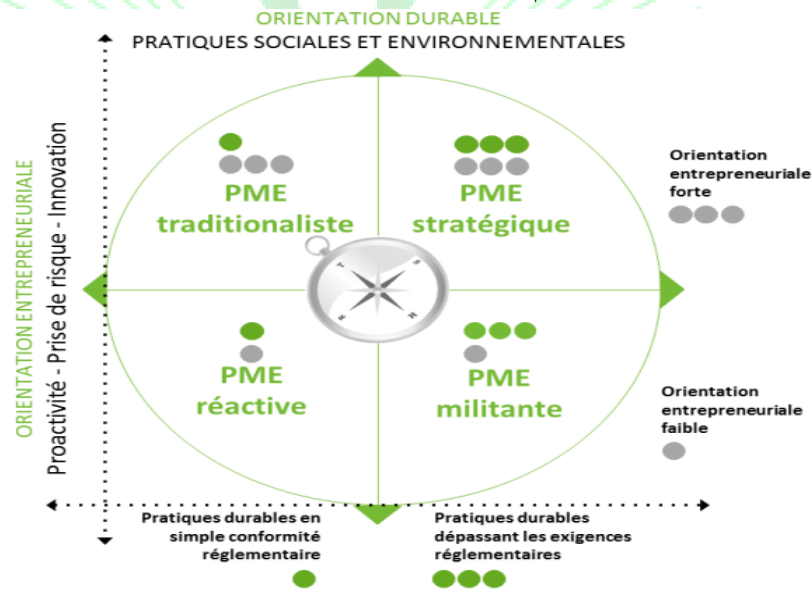 ORIENTATION DURABLE
PRATIQUES SOCIALES ET ENVIRONNEMENTALES
ORIENTATION ENTREPRENEURIALE
Proactivité - Prise de risque - Innovation
PME
traditionaliste
PME
stratégique
Orientation
entrepreneuriale
forte
PME
réactive
PME
militante
Orientation
entrepreneuriale
faible
Pratiques durables en
simple conformité
réglementaire
Pratiques durables
dépassant les exigences
réglementaires